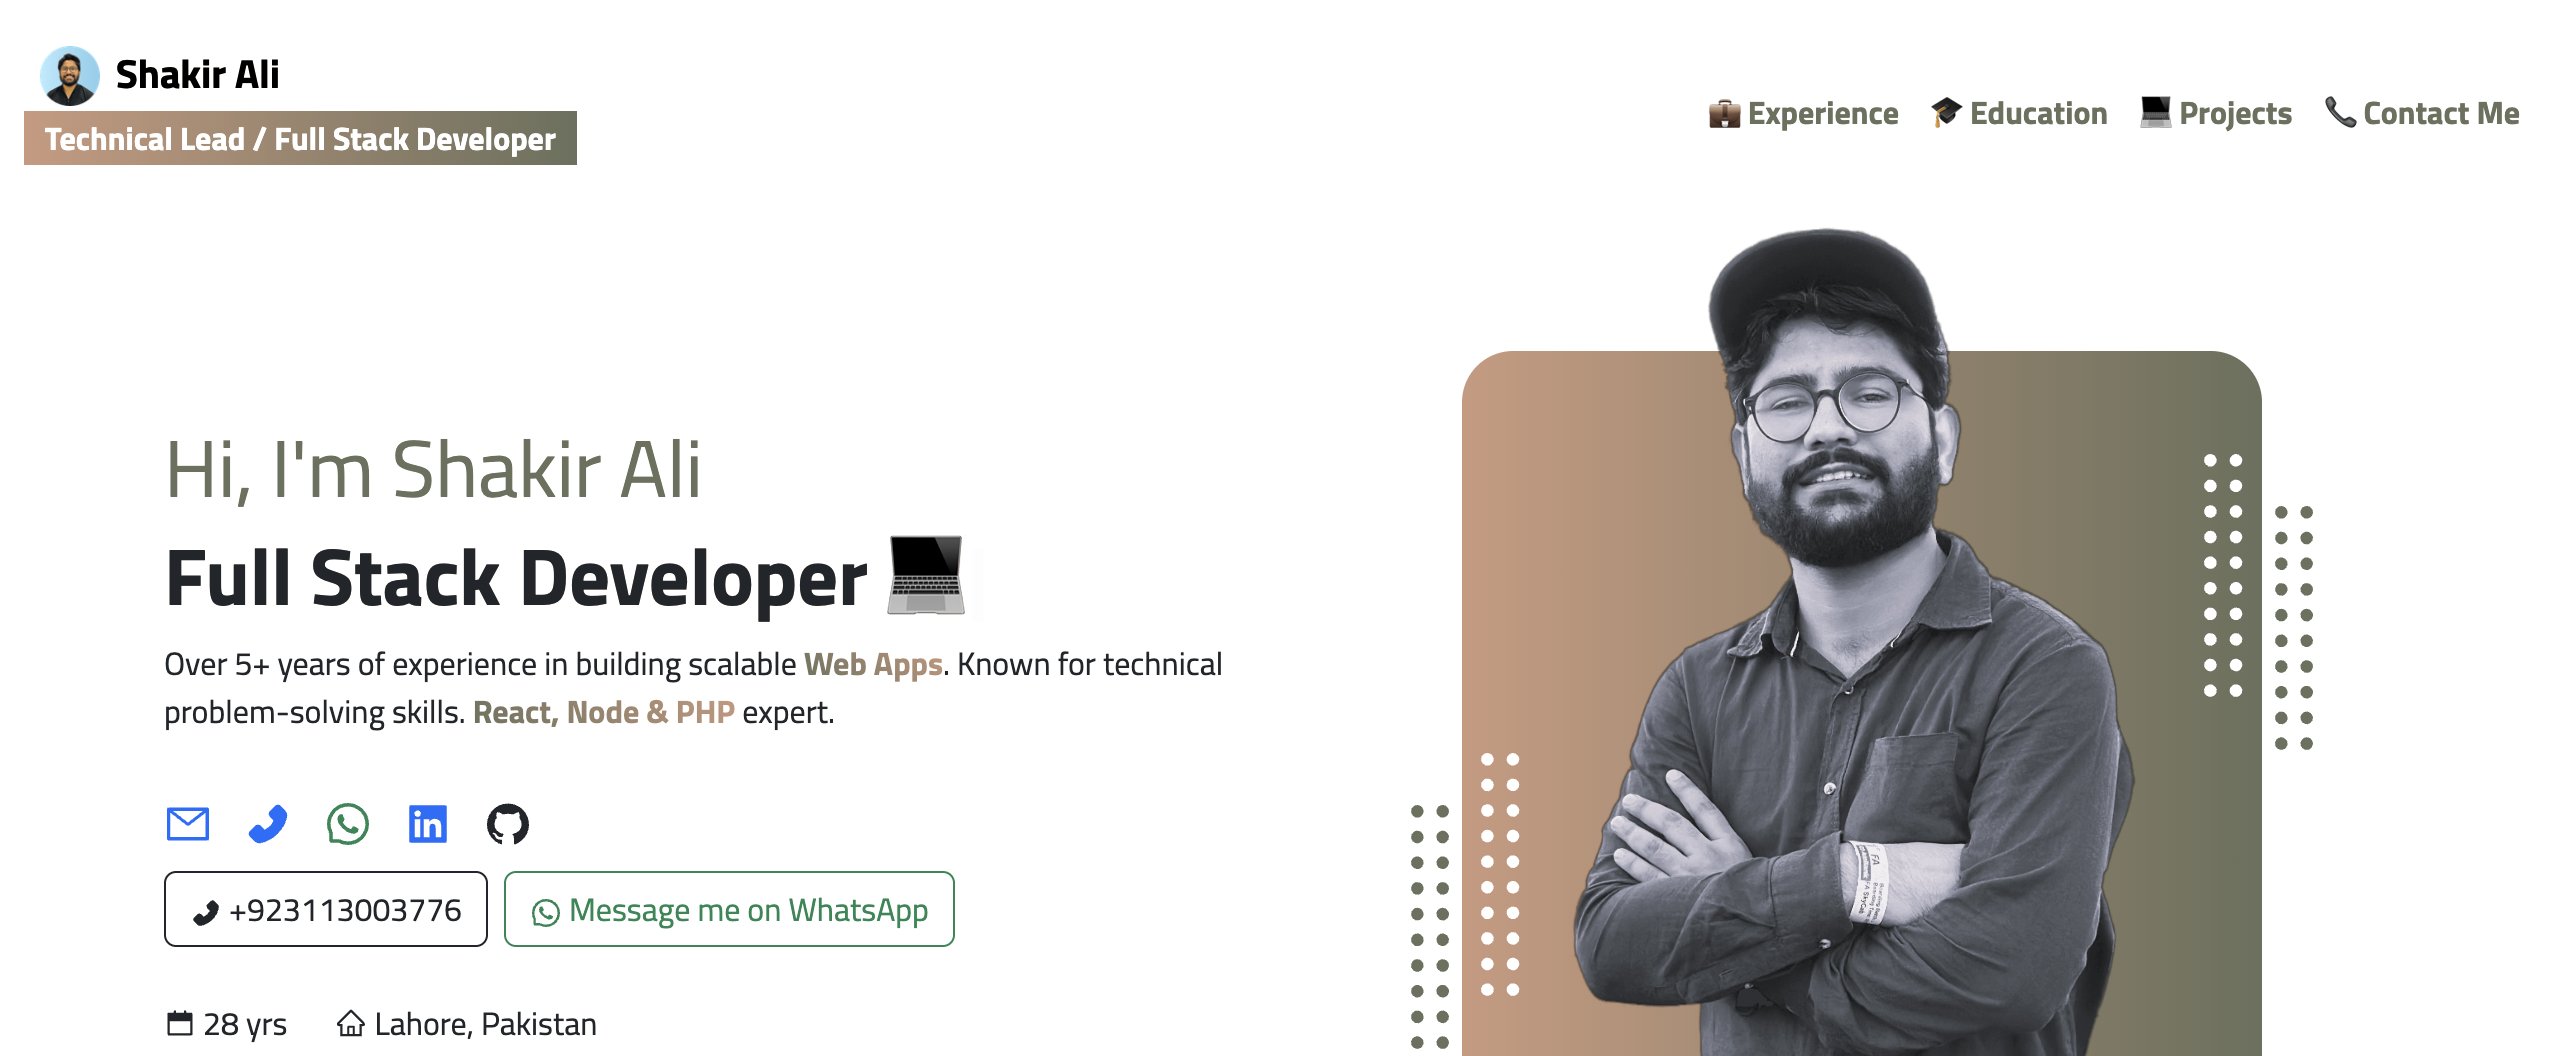 Shakir Ali
Technical Lead / Full Stack Developer
Experience Education Projects Contact Me
Hi, I'm Shakir Ali
Full Stack Developer
Over 5+ years of experience in building scalable Web Apps. Known for technical
problem-solving skills. React, Node & PHP expert.
in
+923113003776 Message me on WhatsApp
28 yrs Lahore, Pakistan
FA